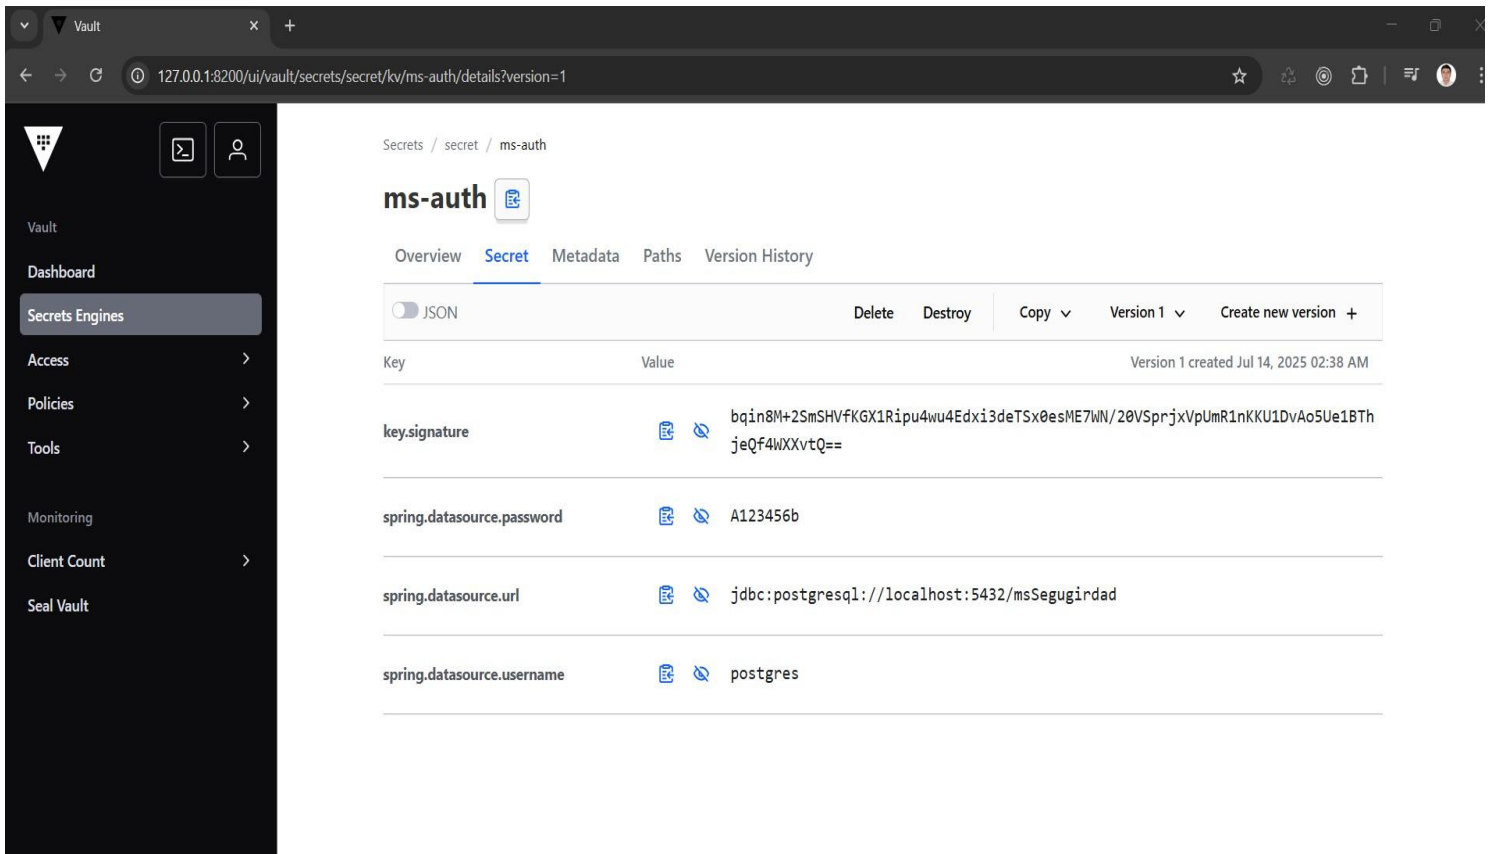 Vault
127.0.0.1:8200/ui/vault/secrets/secret/kv/ms-auth/details?version=1
Vault
Dashboard
Secrets Engines
Access
Policies
Tools
Monitoring
Client Count
Seal Vault
Secrets / secret / ms-auth
ms-auth
Overview Secret Metadata Paths Version History
JSON Delete Destroy Copy Version 1 Create new version +
Key Value Version 1 created Jul 14, 2025 02:38 AM
key.signature bqin8M+2SmSHVfKGX1Ripu4wu4Edxi3deTSx0esME7WN/20VSprjxVpUmR1nKKU1DvAo5Ue1BTh
jeQf4WXXvtQ==
spring.datasource.password A123456b
spring.datasource.url jdbc:postgresql://localhost:5432/msSegugirdad
spring.datasource.username postgres